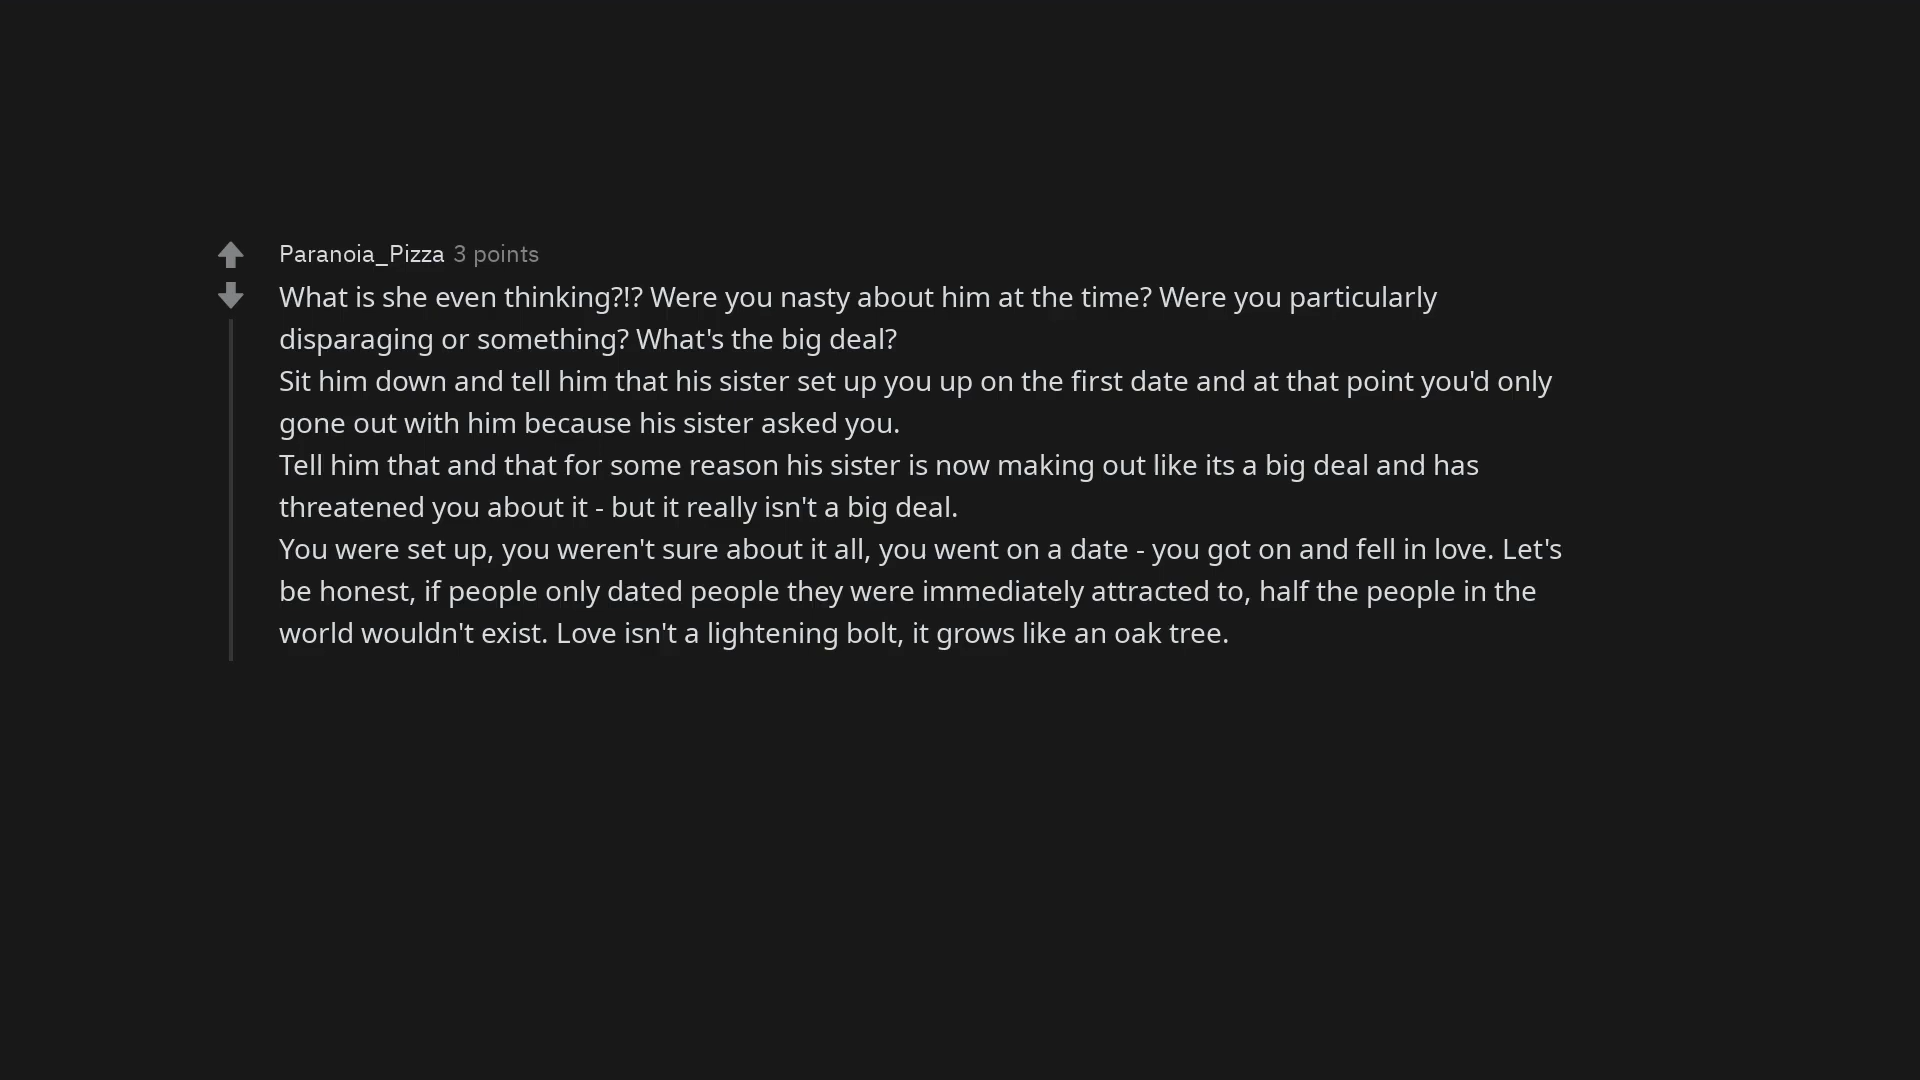 Paranoia_Pizza 3 points
What is she even thinking?!? Were you nasty about him at the time? Were you particularly
disparaging or something? What's the big deal?
Sit him down and tell him that his sister set up you up on the first date and at that point you'd only
gone out with him because his sister asked you.
Tell him that and that for some reason his sister is now making out like its a big deal and has
threatened you about it - but it really isn't a big deal.
You were set up, you weren't sure about it all, you went on a date - you got on and fell in love. Let's
be honest, if people only dated people they were immediately attracted to, half the people in the
world wouldn't exist. Love isn't a lightening bolt, it grows like an oak tree.